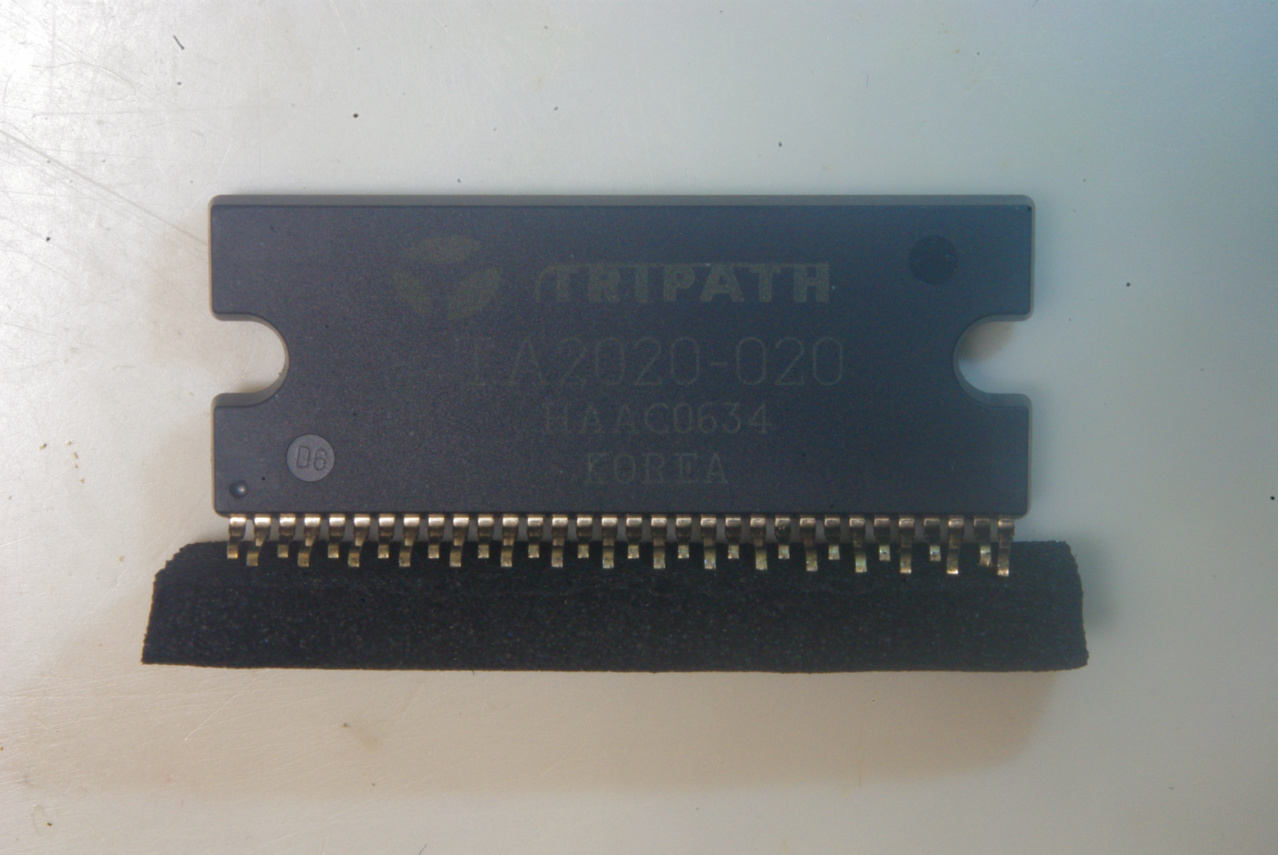 TRIPATH
TA2020-020
HAAC0634
KOREA
D6